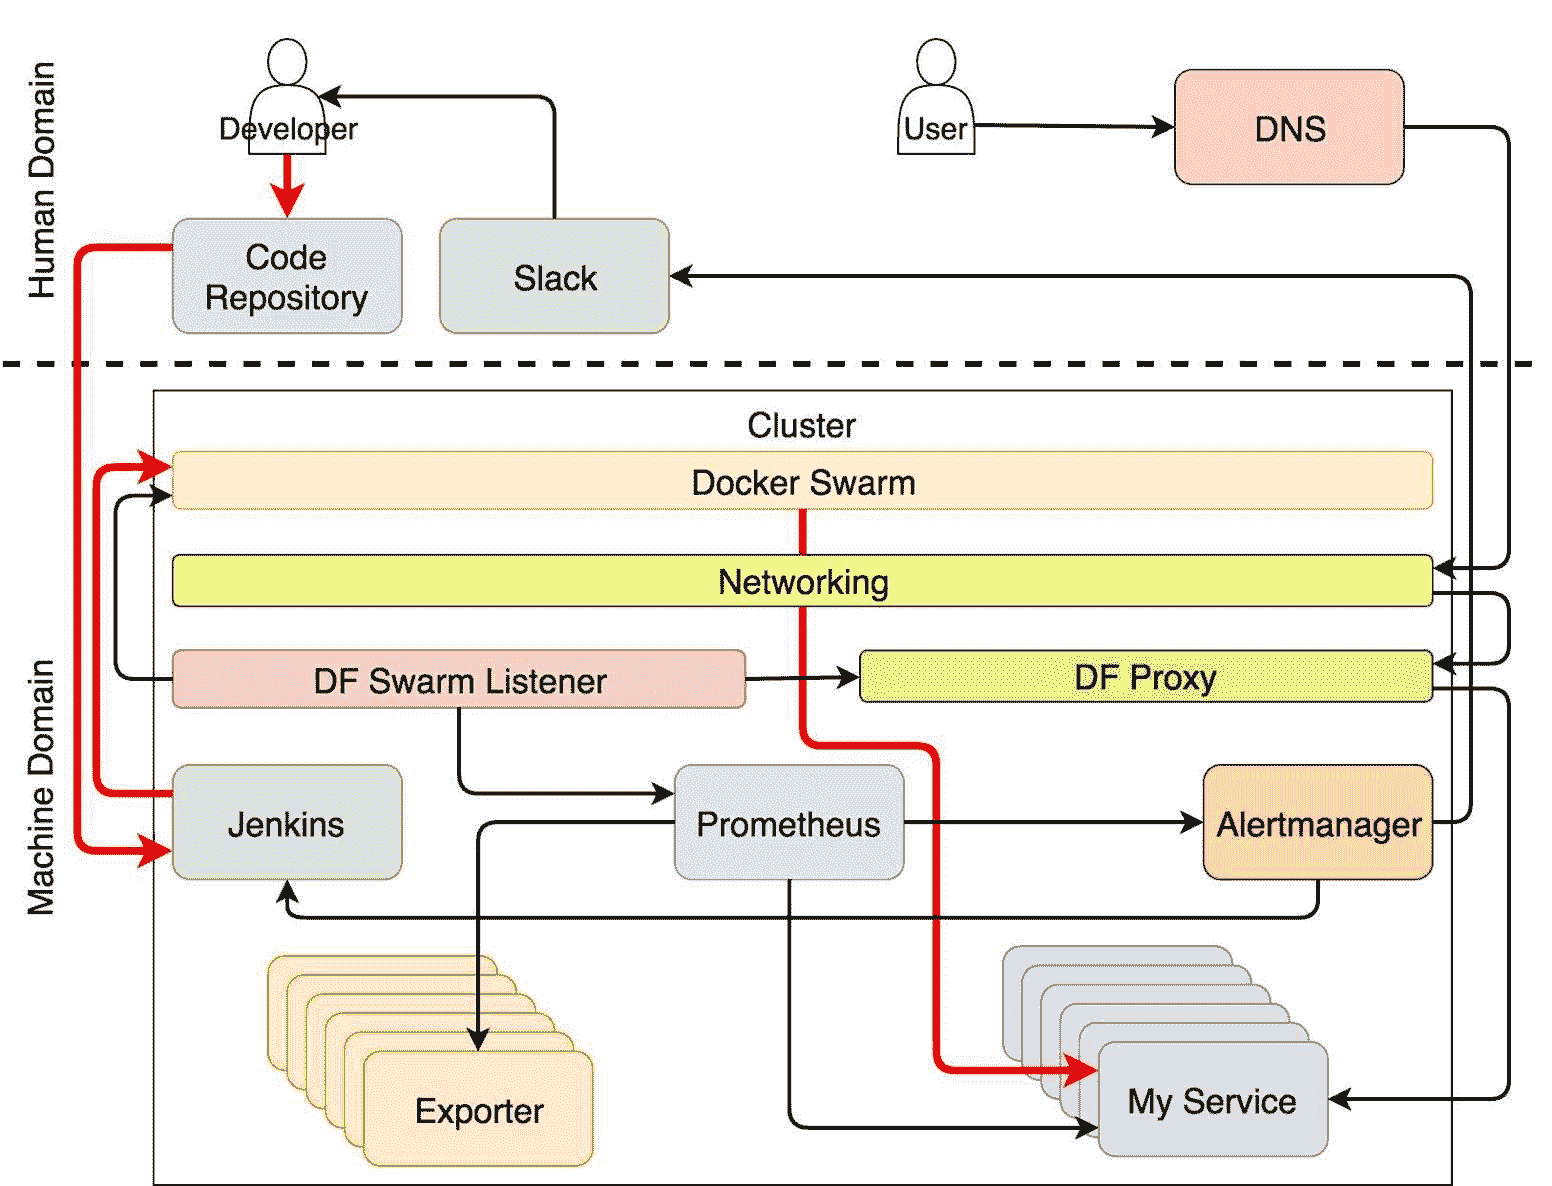 Human Domain
Developer
User
DNS
Code
Repository
Slack
Machine Domain
Cluster
Docker Swarm
Networking
DF Swarm Listener
DF Proxy
Jenkins
Prometheus
Alertmanager
Exporter
My Service